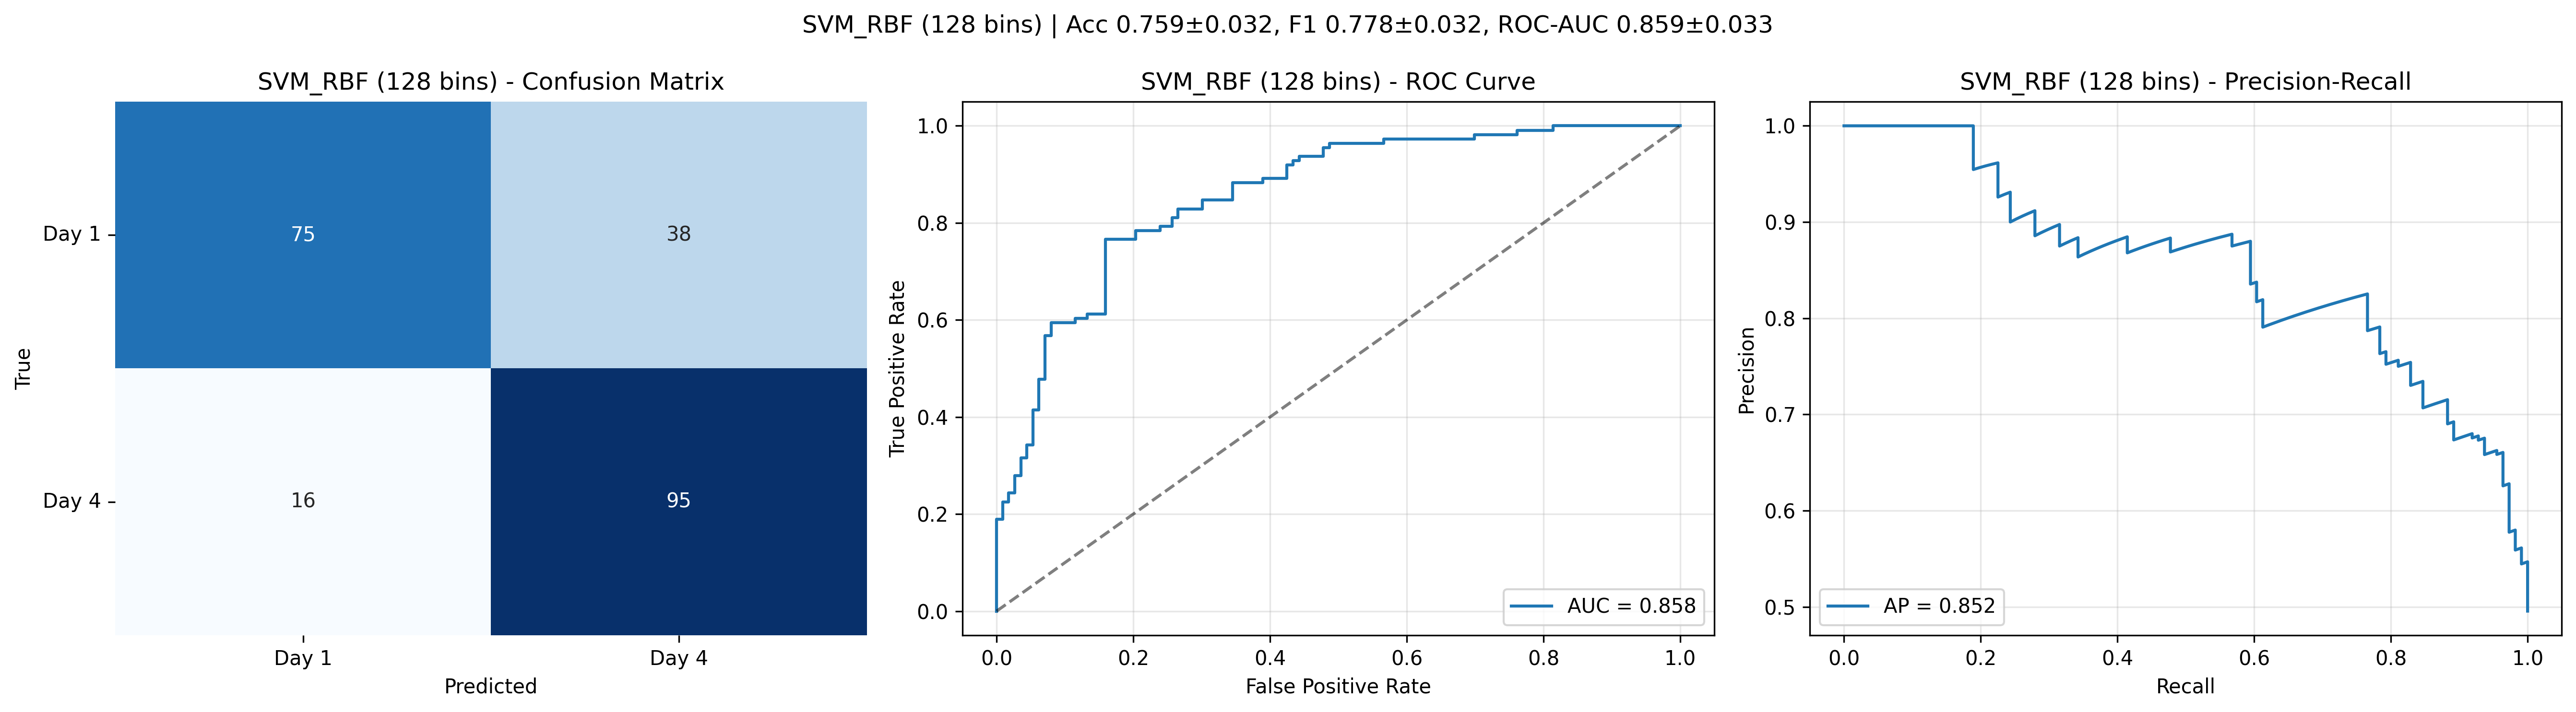 SVM_RBF (128 bins) | Acc 0.759±0.032, F1 0.778±0.032, ROC-AUC 0.859±0.033
SVM_RBF (128 bins) - Confusion Matrix
True
Day 1
Day 4
75
38
16
95
Day 1
Day 4
Predicted
SVM_RBF (128 bins) - ROC Curve
True Positive Rate
1.0
0.8
0.6
0.4
0.2
0.0
AUC = 0.858
0.0
0.2
0.4
0.6
0.8
1.0
False Positive Rate
SVM_RBF (128 bins) - Precision-Recall
Precision
1.0
0.9
0.8
0.7
0.6
0.5
AP = 0.852
0.0
0.2
0.4
0.6
0.8
1.0
Recall